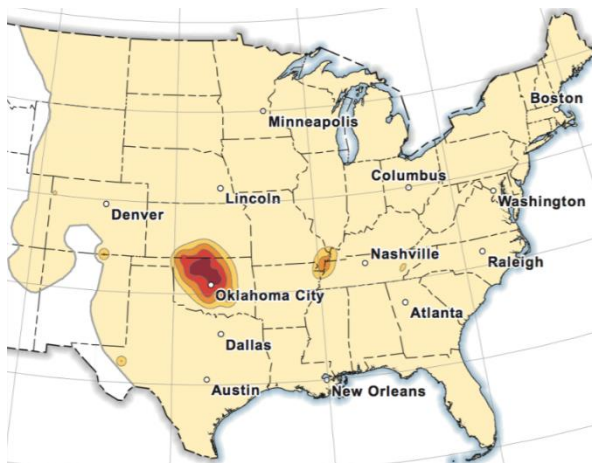 Boston
Minneapolis
Columbus
Lincoln
Washington
Denver
Nashville
Raleigh
Oklahoma City
Atlanta
Dallas
Austin
New Orleans